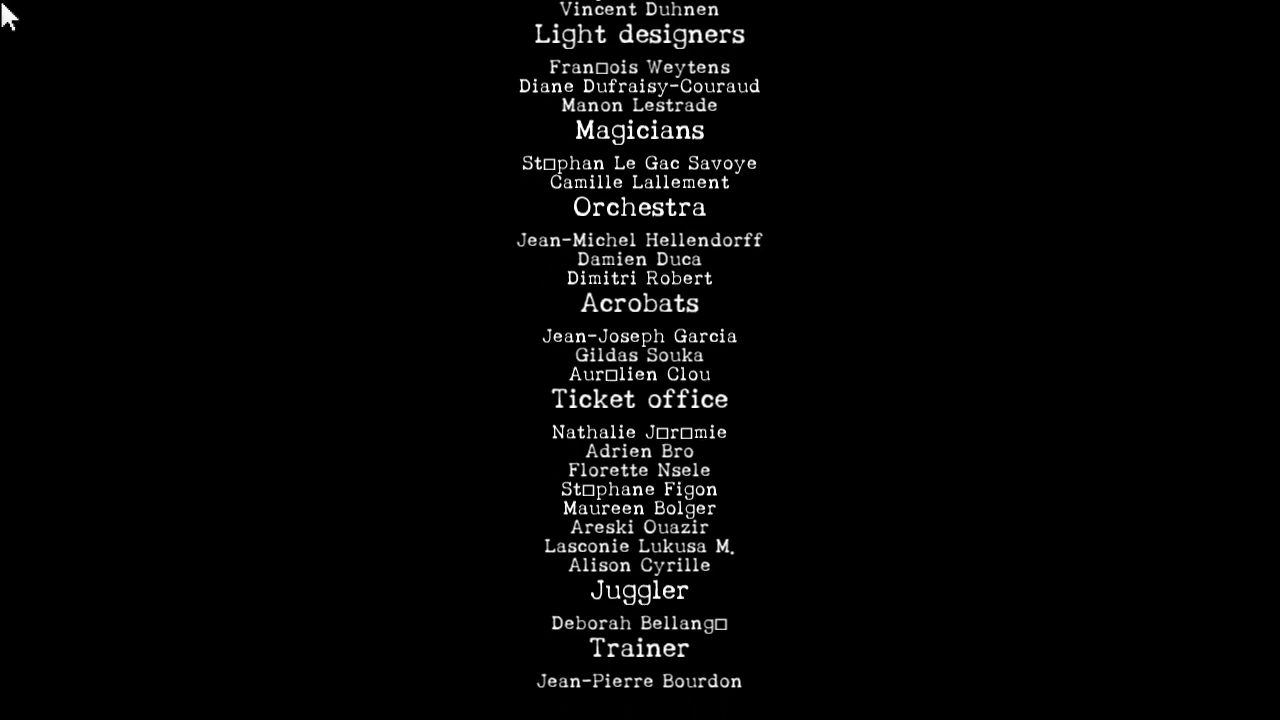 Vincent Duhnen
Light designers
Fran□ois Weytens
Diane Dufraisy-Couraud
Manon Lestrade
Magicians
St□phan Le Gac Savoye
Camille Lallement
Orchestra
Jean-Michel Hellendorff
Damien Duca
Dimitri Robert
Acrobats
Jean-Joseph Garcia
Gildas Souka
Aur□lien Clou
Ticket office
Nathalie J□r□mie
Adrien Bro
Florette Nsele
St□phane Figon
Maureen Bolger
Areski Ouazir
Lasconie Lukusa M.
Alison Cyrille
Juggler
Deborah Bellang□
Trainer
Jean-Pierre Bourdon